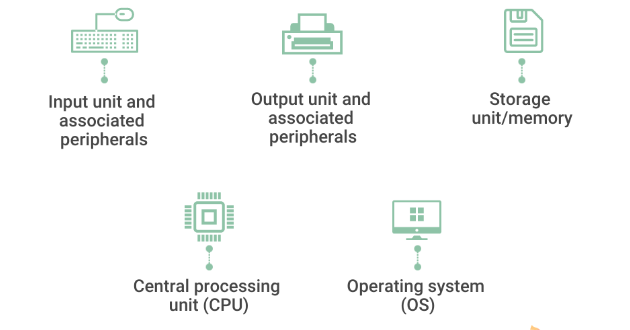 Input unit and
associated
peripherals
Output unit and
associated
peripherals
Storage
unit/memory
Central processing
unit (CPU)
Operating system
(OS)